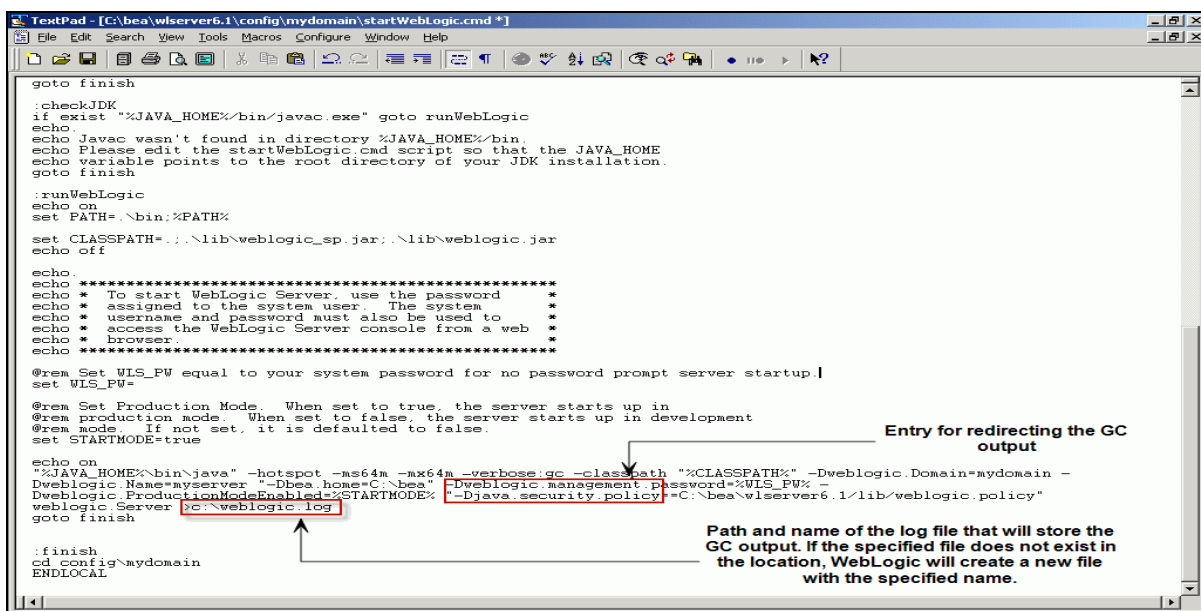 TextPad - [C:\bea\wlserver6.1\config\mydomain\startWebLogic.cmd *]
File Edit Search View Tools Macros Configure Window Help
goto finish
:checkJDK
if exist "%JAVA_HOME%/bin/javac.exe" goto runWebLogic
echo.
echo Javac wasn't found in directory %JAVA_HOME%/bin.
echo Please edit the startWebLogic.cmd script so that the JAVA_HOME
echo variable points to the root directory of your JDK installation.
goto finish
:runWebLogic
echo on
set PATH=.\bin;%PATH%
set CLASSPATH=.;.\lib\weblogic_sp.jar;.\lib\weblogic.jar
echo off
echo.
echo ***************************************************
echo *  To start WebLogic Server, use the password     *
echo *  assigned to the system user.  The system       *
echo *  username and password must also be used to     *
echo *  access the WebLogic Server console from a web  *
echo *  browser.                                       *
echo ***************************************************
@rem Set WLS_PW equal to your system password for no password prompt server startup.
set WLS_PW=
@rem Set Production Mode.  When set to true, the server starts up in
@rem production mode.  When set to false, the server starts up in development
@rem mode.  If not set, it is defaulted to false.
set STARTMODE=true
Entry for redirecting the GC
output
echo on
"%JAVA_HOME%\bin\java" -hotspot -ms64m -mx64m -verbose:gc -classpath "%CLASSPATH%" -Dweblogic.Domain=mydomain -
Dweblogic.Name=myserver "-Dbea.home=C:\bea" -Dweblogic.management.password=%WLS_PW% -
Dweblogic.ProductionModeEnabled=%STARTMODE% "-Djava.security.policy==C:\bea\wlserver6.1/lib/weblogic.policy"
weblogic.Server >c:\weblogic.log
goto finish
Path and name of the log file that will store the
GC output. If the specified file does not exist in
the location, WebLogic will create a new file
with the specified name.
:finish
cd config\mydomain
ENDLOCAL